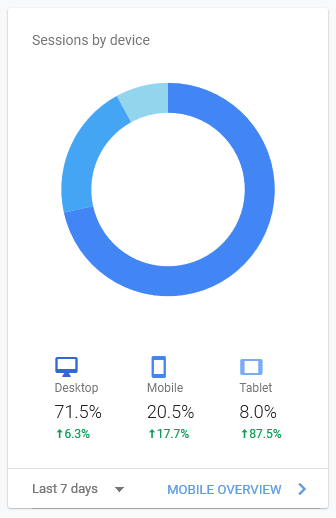 Sessions by device
Desktop Mobile Tablet
71.5% 20.5% 8.0%
↑6.3% ↑17.7% ↑87.5%
Last 7 days MOBILE OVERVIEW